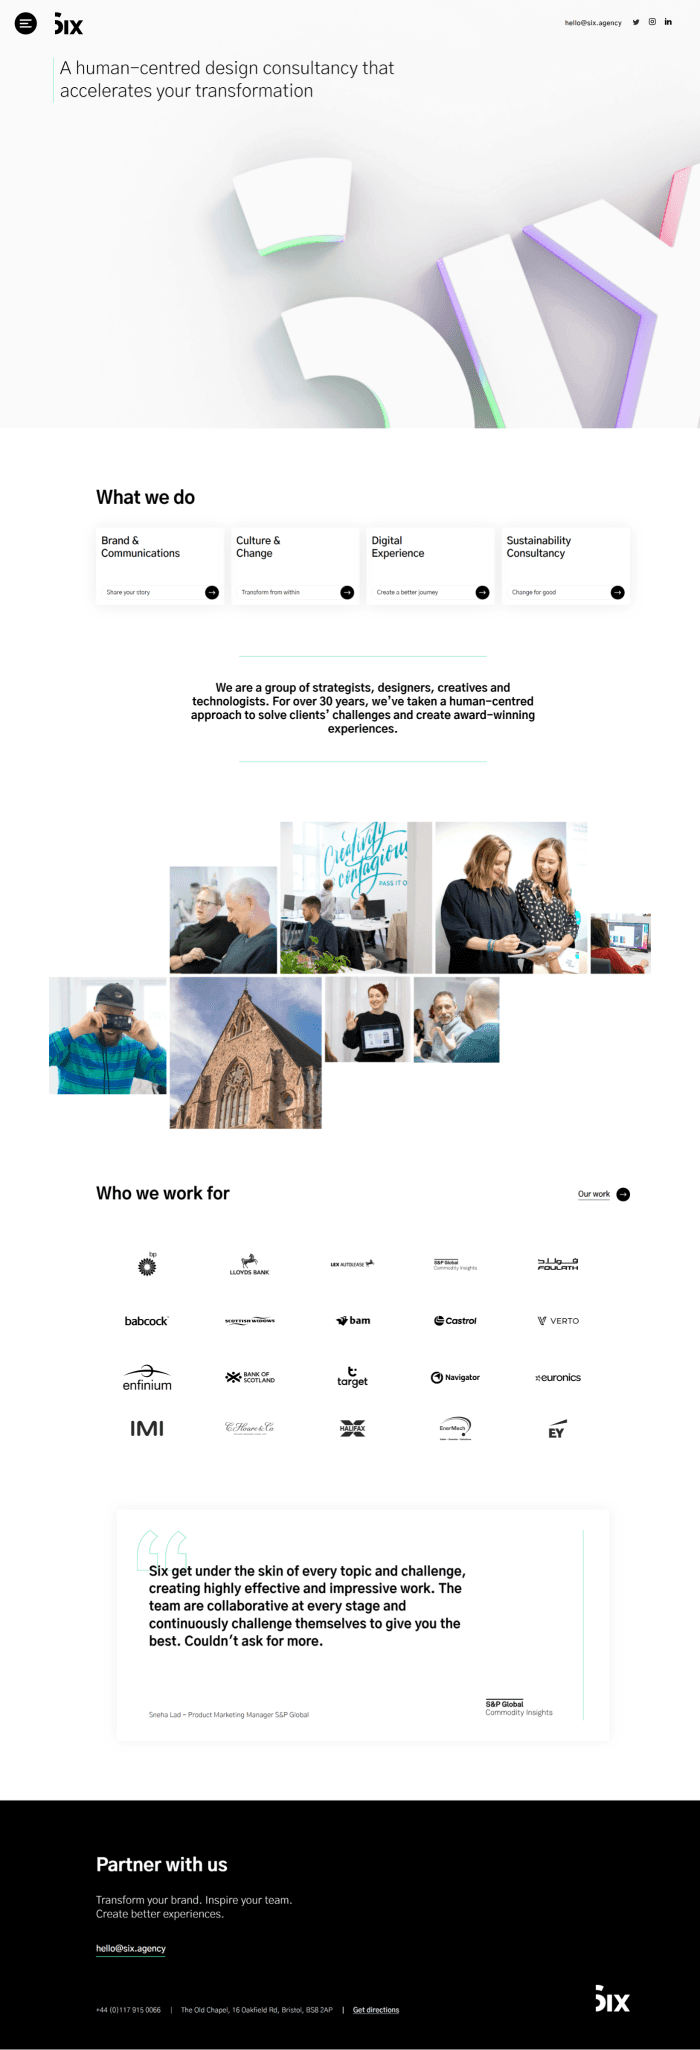 SIX
hello@six.agency
A human-centred design consultancy that
accelerates your transformation
What we do
Brand &
Communications
Share your story
Culture &
Change
Transform from within
Digital
Experience
Create a better journey
Sustainability
Consultancy
Change for good
We are a group of strategists, designers, creatives and
technologists. For over 30 years, we've taken a human-centred
approach to solve clients' challenges and create award-winning
experiences.
Creativity
contagious
PASS IT O
Who we work for
Our work
bp
LLOYDS BANK
LEX AUTOLEASE
S&P Global
Commodity Insights
فـولاذ
FOULATH
babcock
SCOTTISH WIDOWS
bam
Castrol
VERTO
enfinium
BANK OF
SCOTLAND
target
Navigator
euronics
IMI
C. Hoare & Co
HALIFAX
EnerMech
EY
Six get under the skin of every topic and challenge,
creating highly effective and impressive work. The
team are collaborative at every stage and
continuously challenge themselves to give you the
best. Couldn't ask for more.
Sneha Lad - Product Marketing Manager S&P Global
S&P Global
Commodity Insights
Partner with us
Transform your brand. Inspire your team.
Create better experiences.
hello@six.agency
+44 (0)117 915 0066 | The Old Chapel, 16 Oakfield Rd, Bristol, BS8 2AP | Get directions
SIX